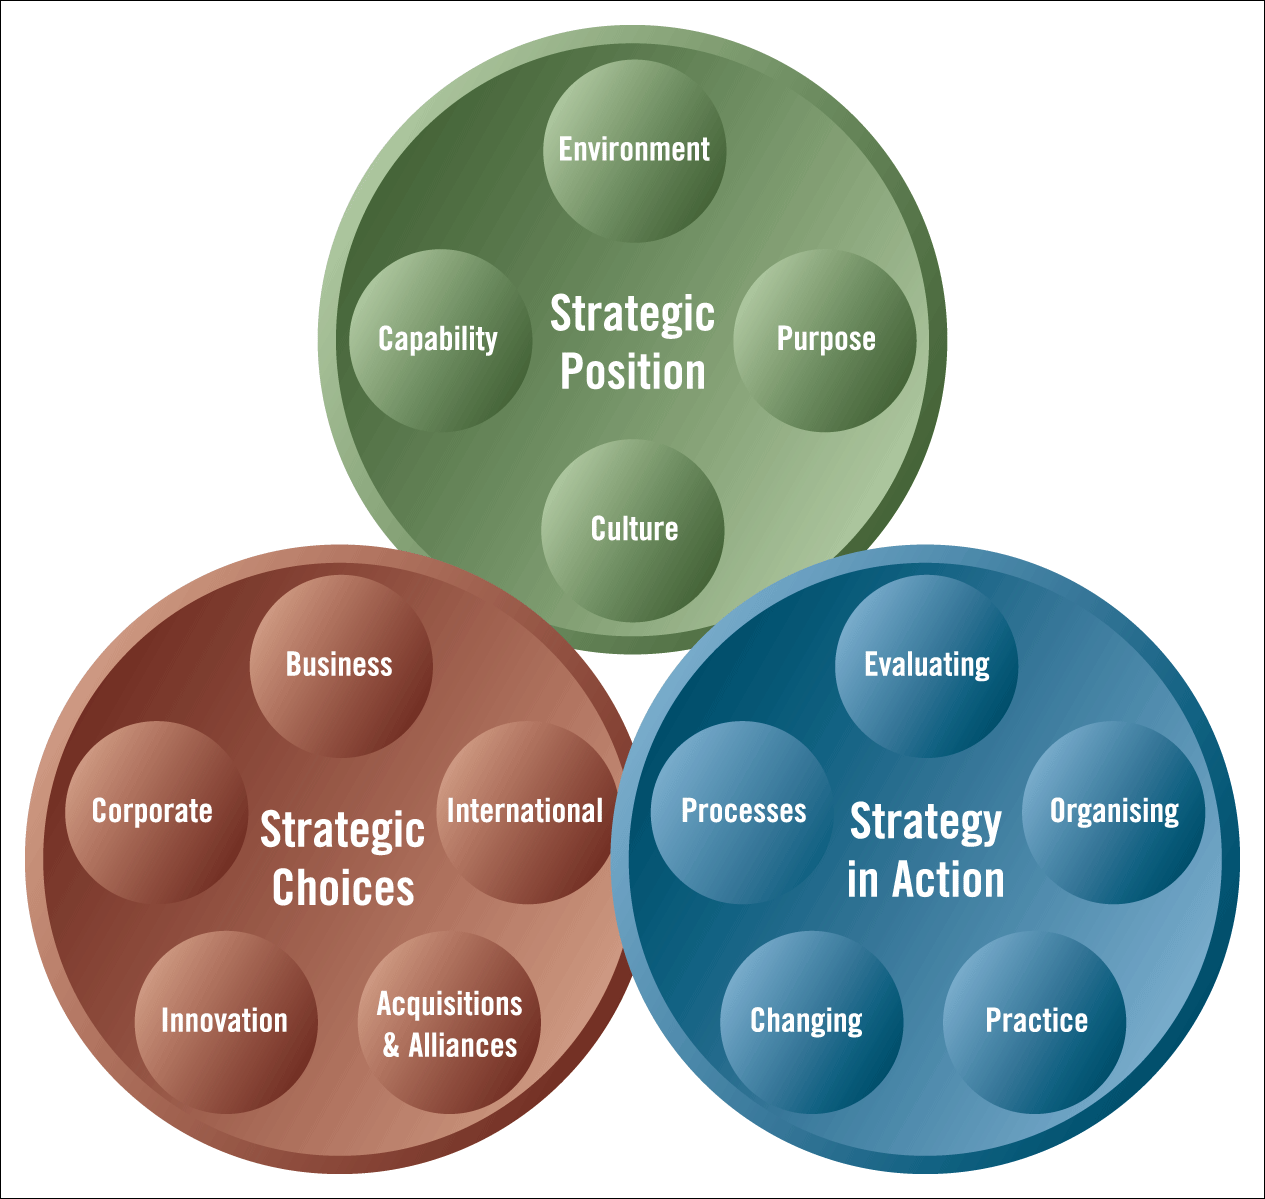 Environment
Capability
Strategic
Position
Purpose
Culture
Business
Corporate
Strategic
Choices
International
Innovation
Acquisitions
& Alliances
Evaluating
Processes
Strategy
in Action
Organising
Changing
Practice